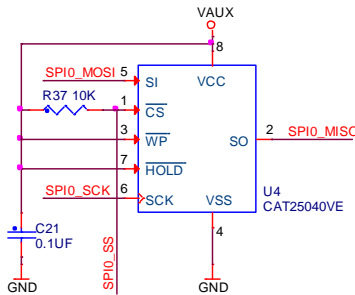 VAUX
8
SPI0_MOSI 5 SI VCC
R37 10K 1 CS
3 WP SO 2 SPI0_MISO
7 HOLD
SPI0_SCK 6 SCK VSS U4
CAT25040VE
C21 4
0.1UF
SPI0_SS
GND GND